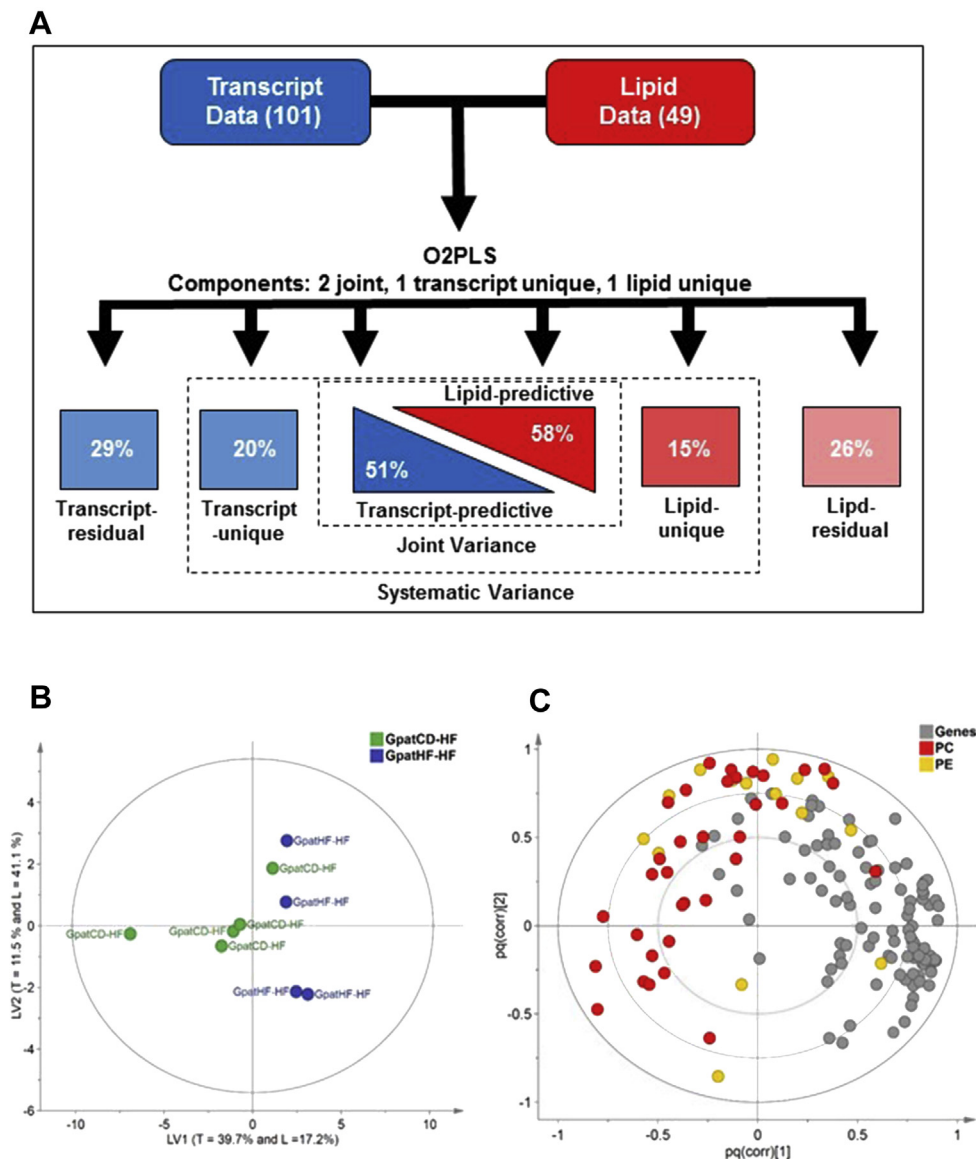 A
Transcript
Data (101)
Lipid
Data (49)
O2PLS
Components: 2 joint, 1 transcript unique, 1 lipid unique
Lipid-predictive
29%
20%
58%
51%
15%
26%
Transcript-
residual
Transcript
-unique
Transcript-predictive
Lipid-
unique
Lipd-
residual
Joint Variance
Systematic Variance
B
GpatCD-HF
GpatHF-HF
LV2 (T = 11.5 % and L = 41.1 %)
4
2
0
-2
-4
-6
GpatHF-HF
GpatCD-HF
GpatHF-HF
GpatCD-HF
GpatCD-HF
GpatCD-HF
GpatCD-HF
GpatHF-HF
GpatHF-HF
-10
-5
0
5
10
LV1 (T = 39.7% and L =17.2%)
C
Genes
PC
PE
pq(corr)[2]
1
0.5
0
-0.5
-1
-1
-0.5
0
0.5
1
pq(corr)[1]